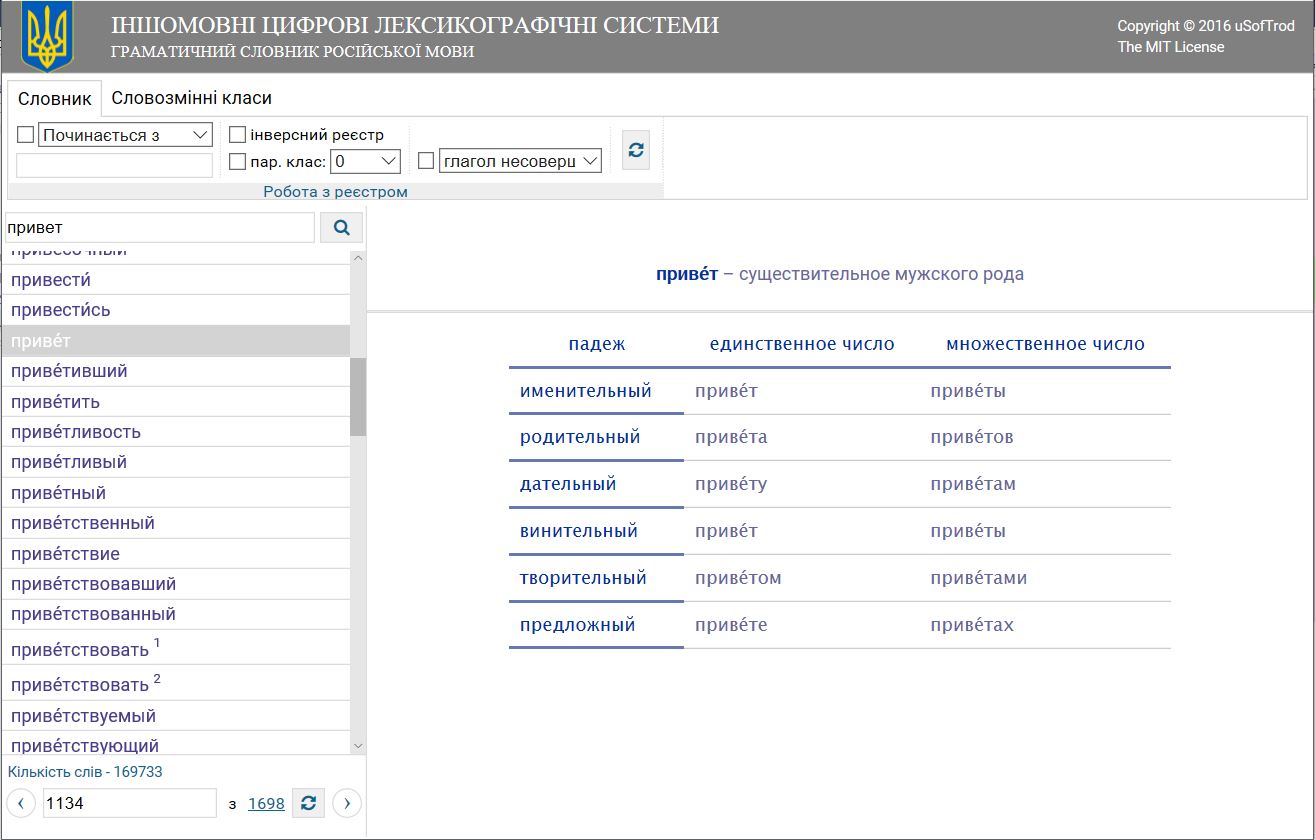 ІНШОМОВНІ ЦИФРОВІ ЛЕКСИКОГРАФІЧНІ СИСТЕМИ
ГРАМАТИЧНИЙ СЛОВНИК РОСІЙСЬКОЇ МОВИ
Copyright © 2016 uSofTrod
The MIT License
Словник Словозмінні класи
Починається з інверсний реєстр
пар. клас: 0 глагол несоверш
Робота з реєстром
привет
привесочный
привести́
привести́сь
приве́т
приве́тивший
приве́тить
приве́тливость
приве́тливый
приве́тный
приве́тственный
приве́тствие
приве́тствовавший
приве́тствованный
приве́тствовать 1
приве́тствовать 2
приве́тствуемый
приве́тствующий
Кількість слів - 169733
1134 з 1698
приве́т – существительное мужского рода
падеж единственное число множественное число
именительный приве́т приве́ты
родительный приве́та приве́тов
дательный приве́ту приве́там
винительный приве́т приве́ты
творительный приве́том приве́тами
предложный приве́те приве́тах